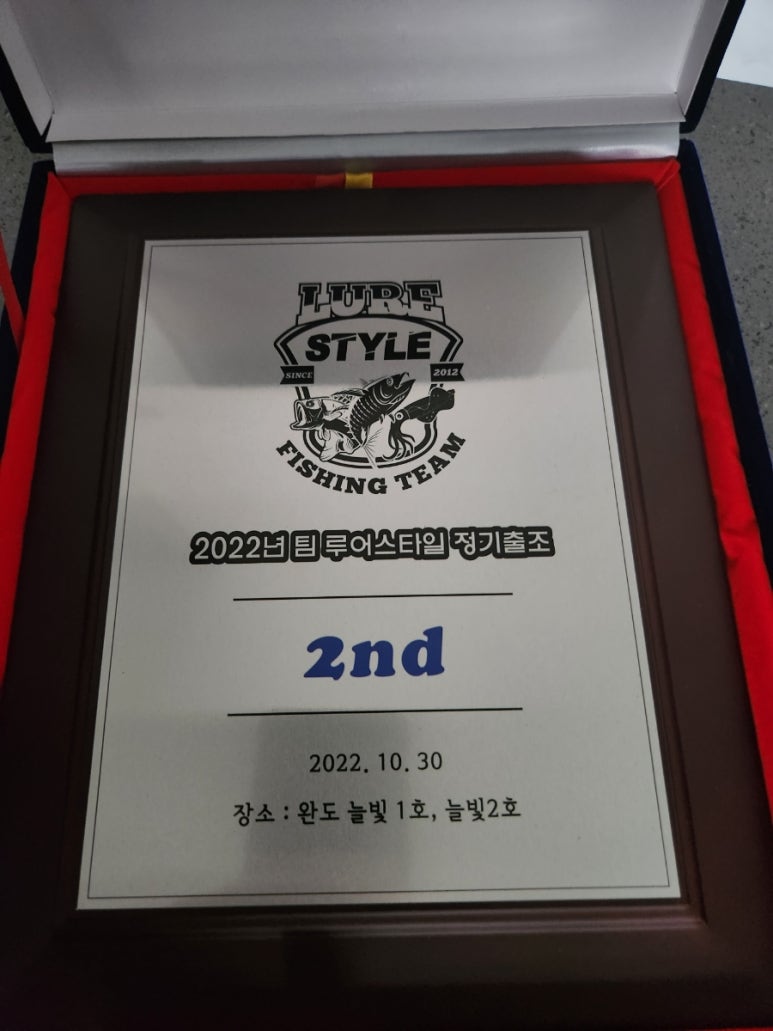 LURE
STYLE
SINCE 2012
FISHING TEAM
2022년 팀 루어스타일 정기출조
2nd
2022. 10. 30
장소 : 완도 늘빛 1호, 늘빛2호